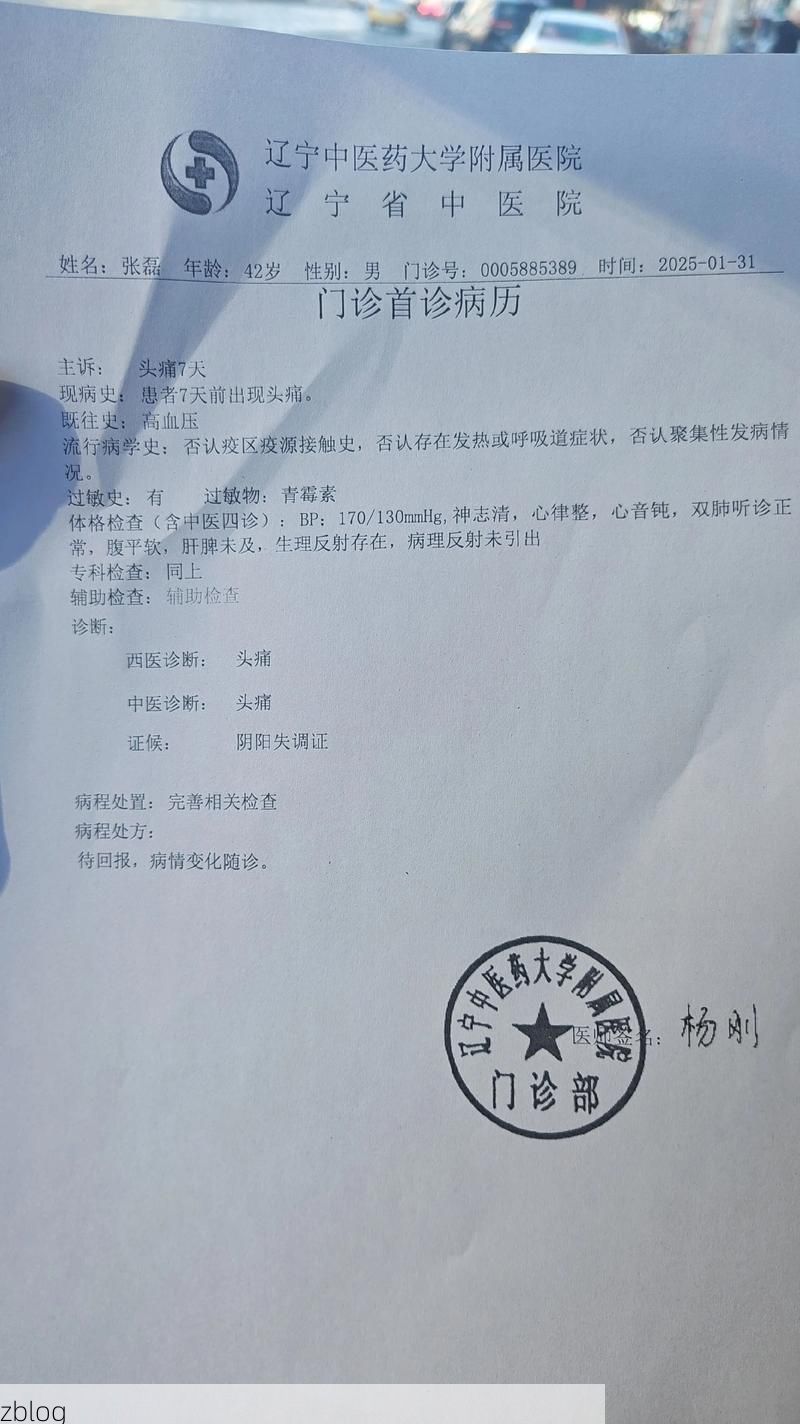 辽宁中医药大学附属医院
辽宁省中医院
姓名：张磊 年龄：42岁 性别：男 门诊号：0005885389 时间：2025-01-31
门诊首诊病历
主诉： 头痛7天
现病史：患者7天前出现头痛。
既往史：高血压
流行病学史：否认疫区疫源接触史，否认存在发热或呼吸道症状，否认聚集性发病情
况。
过敏史：有 过敏物：青霉素
体格检查（含中医四诊）：BP：170/130mmHg,神志清，心律整，心音钝，双肺听诊正
常，腹平软，肝脾未及，生理反射存在，病理反射未引出
专科检查：同上
辅助检查：辅助检查
诊断：
西医诊断： 头痛
中医诊断： 头痛
证候： 阴阳失调证
病程处置：完善相关检查
病程处方：
待回报，病情变化随诊。
辽宁中医药大学附属医院
医师签名：杨刚
门诊部
zblog